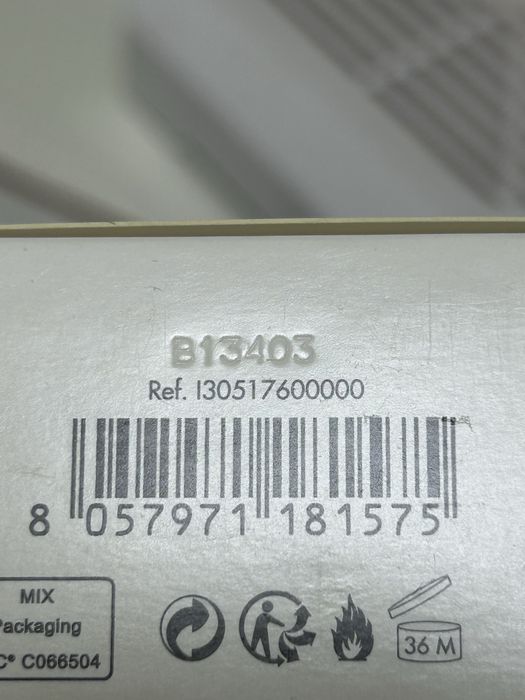 B13403
Ref. I30517600000
8 057971 181575
MIX
Packaging
C® C066504
36 M